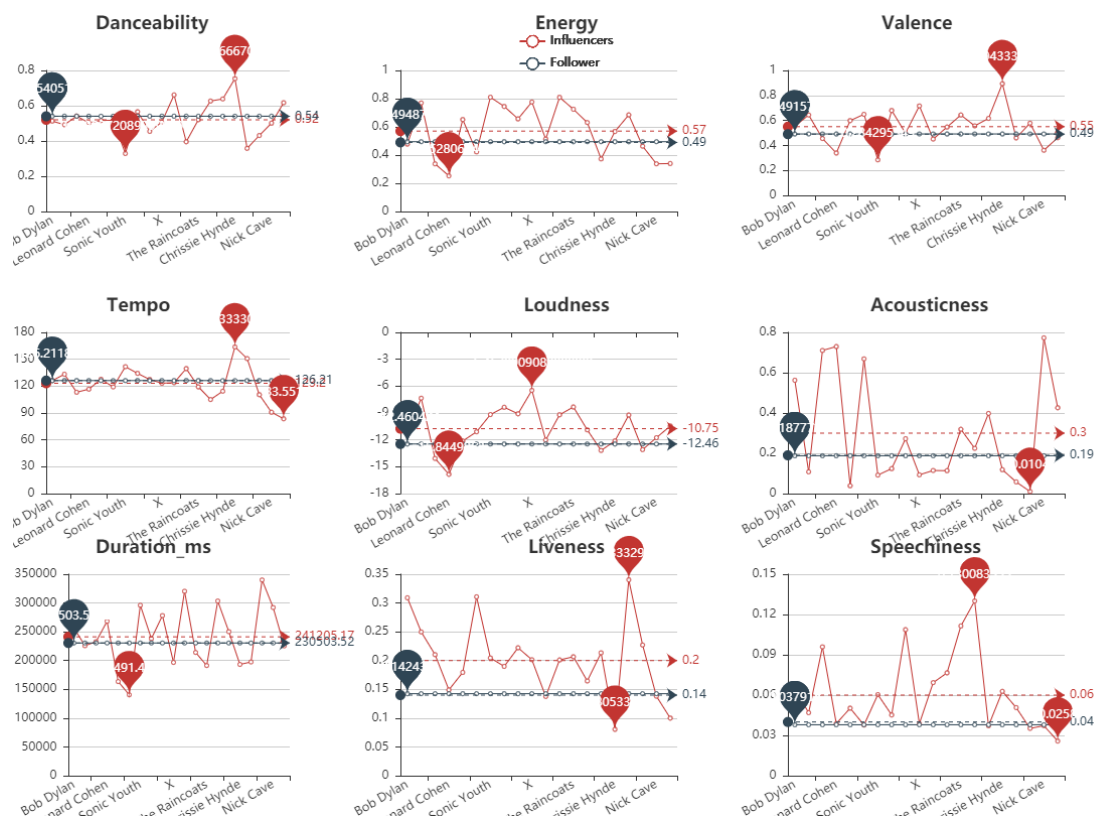 Danceability
Energy
Valence
Influencers
Follower
0.8
0.6
0.4
0.2
0
0.54
Leonard Cohen
Sonic Youth
X
The Raincoats
Chrissie Hynde
Nick Cave
1
0.8
0.6
0.4
0.2
0
0.57
0.49
Bob Dylan
Leonard Cohen
Sonic Youth
X
The Raincoats
Chrissie Hynde
Nick Cave
1
0.8
0.6
0.4
0.2
0
0.55
0.49
Bob Dylan
Leonard Cohen
Sonic Youth
X
The Raincoats
Chrissie Hynde
Nick Cave
Tempo
Loudness
Acousticness
180
150
120
90
60
30
0
126.21
Bob Dylan
Leonard Cohen
Sonic Youth
X
The Raincoats
Chrissie Hynde
Nick Cave
0
-3
-6
-9
-12
-15
-18
-10.75
-12.46
Bob Dylan
Leonard Cohen
Sonic Youth
X
The Raincoats
Chrissie Hynde
Nick Cave
0.8
0.6
0.4
0.2
0
0.3
0.19
Bob Dylan
Leonard Cohen
Sonic Youth
X
The Raincoats
Chrissie Hynde
Nick Cave
Duration_ms
Liveness
Speechiness
350000
300000
250000
200000
150000
100000
50000
0
241205.17
230503.52
Bob Dylan
Sonic Youth
X
The Raincoats
Nick Cave
0.35
0.3
0.25
0.2
0.15
0.1
0.05
0
0.2
0.14
Bob Dylan
Sonic Youth
X
Nick Cave
0.15
0.12
0.09
0.06
0.03
0
0.06
0.04
Bob Dylan
Sonic Youth
X
Nick Cave